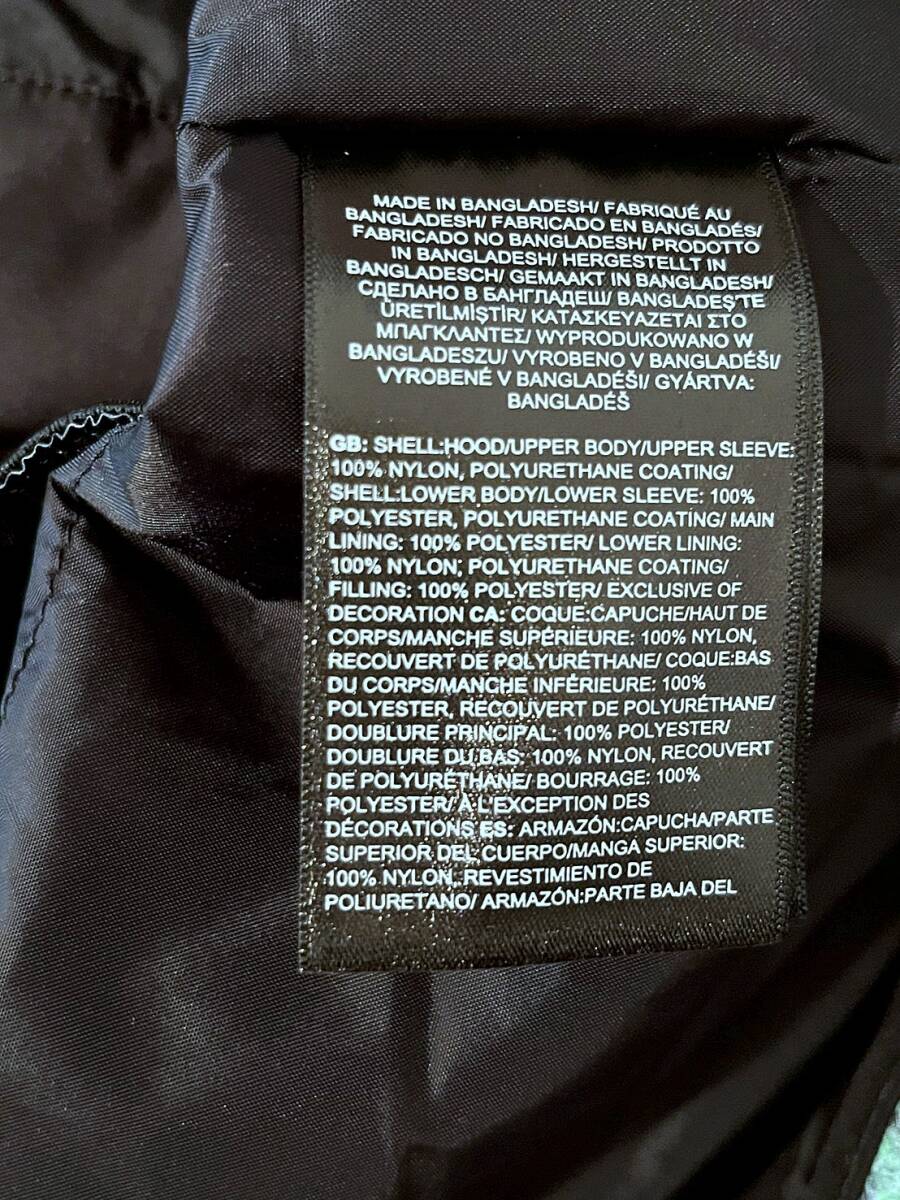 MADE IN BANGLADESH/ FABRIQUÉ AU
BANGLADESH/ FABRICADO EN BANGLADÉS/
FABRICADO NO BANGLADESH/ PRODOTTO
IN BANGLADESH/ HERGESTELLT IN
BANGLADESCH/ GEMAAKT IN BANGLADESH/
СДЕЛАНО В БАНГЛАДЕШ/ BANGLADEŞ'TE
ÜRETİLMİŞTİR/ ΚΑΤΑΣΚΕΥΑΖΕΤΑΙ ΣΤΟ
ΜΠΑΓΚΛΑΝΤΕΣ/ WYPRODUKOWANO W
BANGLADESZU/ VYROBENO V BANGLADÉŠI/
VYROBENÉ V BANGLADÉŠI/ GYÁRTVA:
BANGLADÉŠ
GB: SHELL:HOOD/UPPER BODY/UPPER SLEEVE:
100% NYLON, POLYURETHANE COATING/
SHELL:LOWER BODY/LOWER SLEEVE: 100%
POLYESTER, POLYURETHANE COATING/ MAIN
LINING: 100% POLYESTER/ LOWER LINING:
100% NYLON; POLYURETHANE COATING/
FILLING: 100% POLYESTER/ EXCLUSIVE OF
DECORATION CA: COQUE:CAPUCHE/HAUT DE
CORPS/MANCHE SUPÉRIEURE: 100% NYLON,
RECOUVERT DE POLYURÉTHANE/ COQUE:BAS
DU CORPS/MANCHE INFÉRIEURE: 100%
POLYESTER, RECOUVERT DE POLYURÉTHANE/
DOUBLURE PRINCIPAL: 100% POLYESTER/
DOUBLURE DU BAS: 100% NYLON, RECOUVERT
DE POLYURÉTHANE/ BOURRAGE: 100%
POLYESTER/ À L'EXCEPTION DES
DÉCORATIONS ES: ARMAZÓN:CAPUCHA/PARTE
SUPERIOR DEL CUERPO/MANGA SUPERIOR:
100% NYLON, REVESTIMIENTO DE
POLIURETANO/ ARMAZÓN:PARTE BAJA DEL